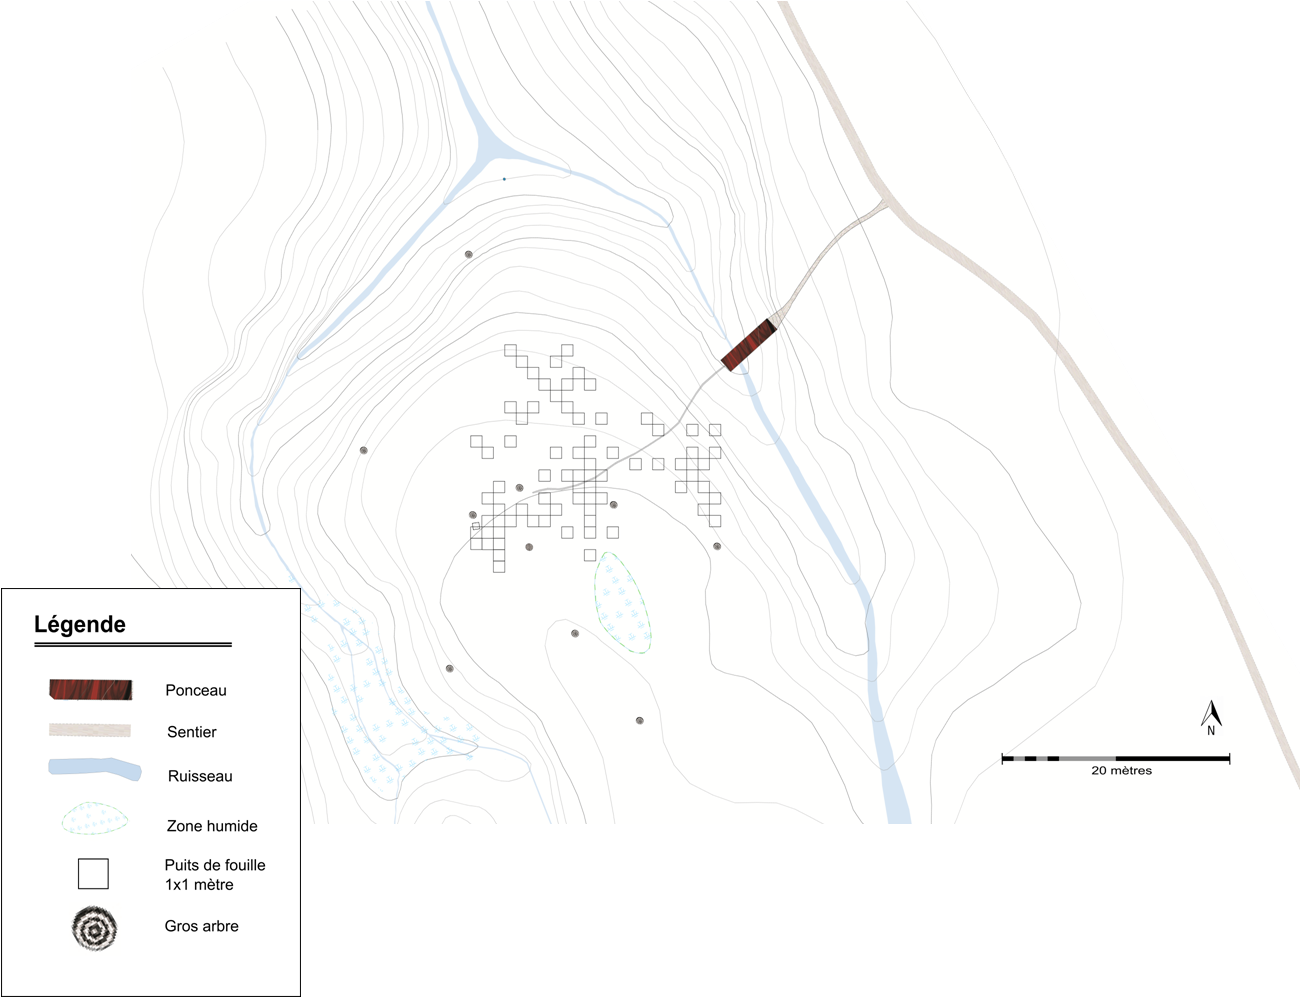 Légende
Ponceau
Sentier
Ruisseau
Zone humide
Puits de fouille
1x1 mètre
Gros arbre
N
20 mètres